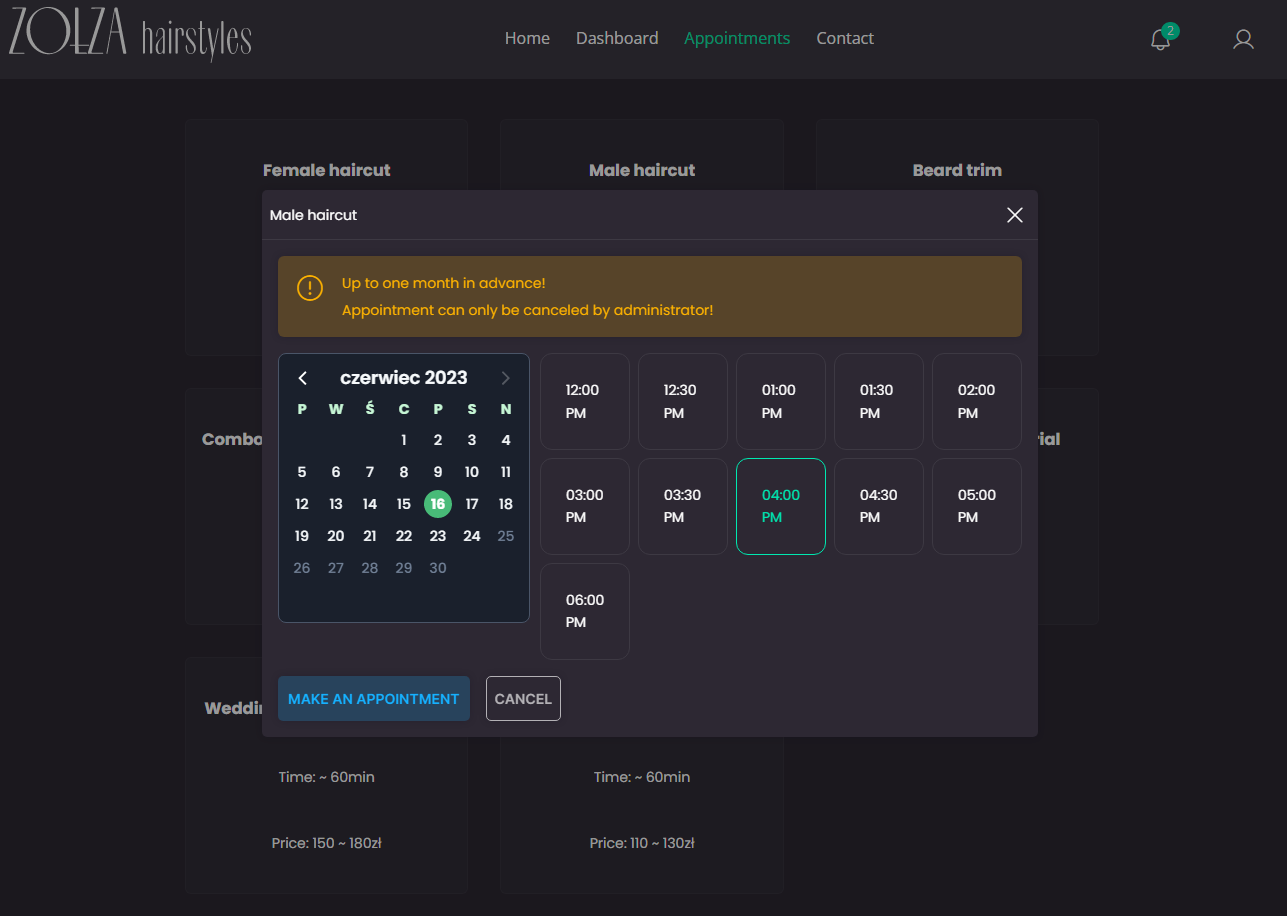 ZOŁZA hairstyles
Home Dashboard Appointments Contact
2
Female haircut Male haircut Beard trim
Male haircut
Up to one month in advance!
Appointment can only be canceled by administrator!
czerwiec 2023
P W Ś C P S N
1 2 3 4
5 6 7 8 9 10 11
12 13 14 15 16 17 18
19 20 21 22 23 24 25
26 27 28 29 30
12:00 PM
12:30 PM
01:00 PM
01:30 PM
02:00 PM
03:00 PM
03:30 PM
04:00 PM
04:30 PM
05:00 PM
06:00 PM
Combo
ial
MAKE AN APPOINTMENT CANCEL
Weddi
Time: ~ 60min Time: ~ 60min
Price: 150 ~ 180zł Price: 110 ~ 130zł